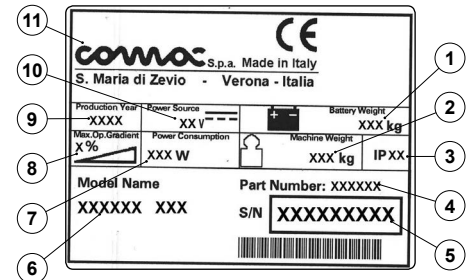 11
comac S.p.a. Made in Italy CE
S. Maria di Zevio - Verona - Italia
10
1
Production Year Power Source Battery Weight
XXXX XX V XXX kg
9
2
Max.Op.Gradient Power Consumption Machine Weight
X% XXX W XXX kg IP XX
8
3
Model Name Part Number: XXXXXX
7
4
XXXXXX XXX S/N XXXXXXXXX
6
5